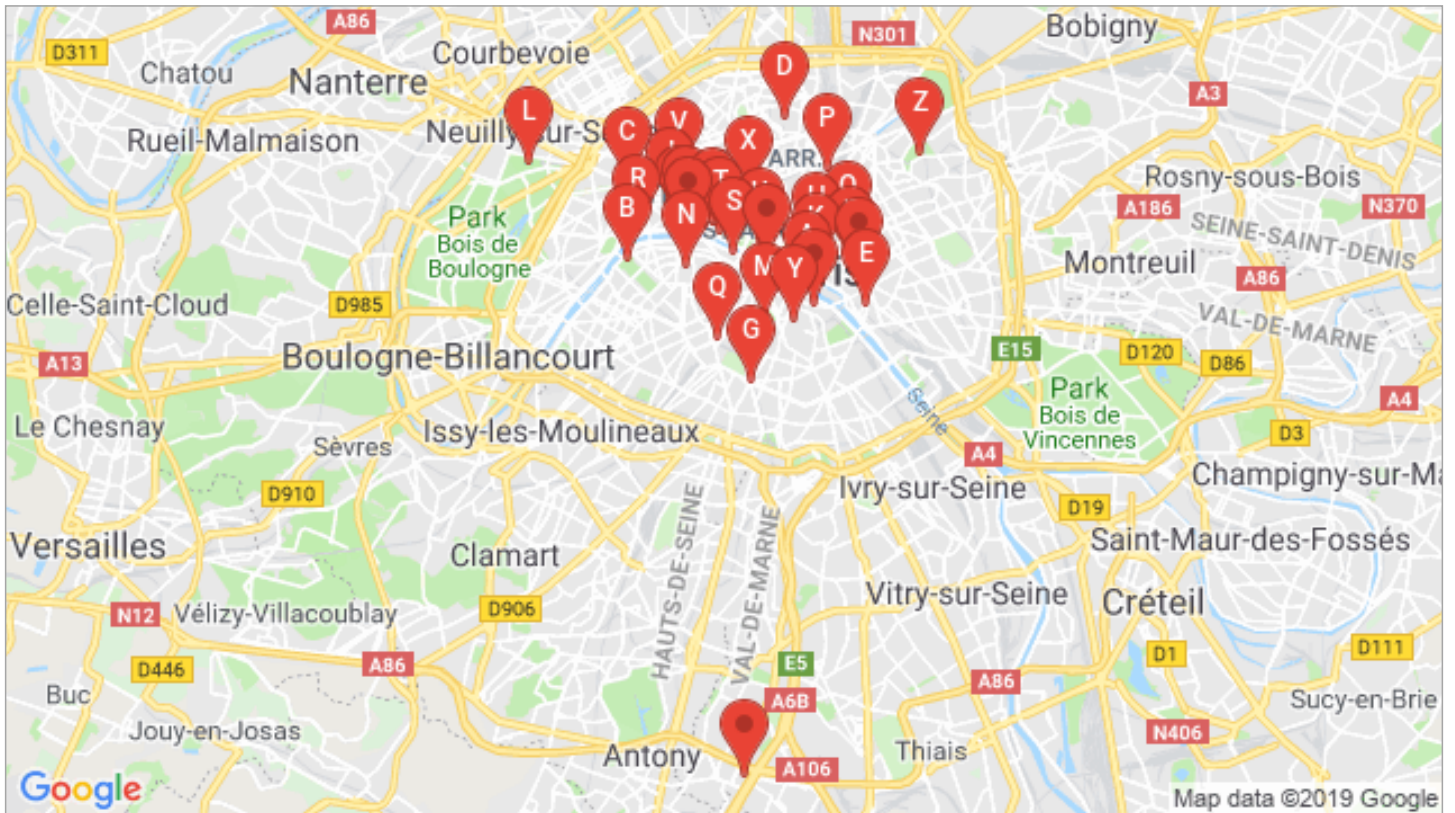 A86
N301
Bobigny
D311
Courbevoie
Chatou
Nanterre
D
A3
L
C
V
P
Z
Neuilly-sur-S
Rueil-Malmaison
X
ARR.
R
T
Rosny-sous-Bois
B
N
S
A186
N370
Park
Bois de
Boulogne
SEINE-SAINT-DENIS
M
Y
E
Montreuil
A86
Q
Celle-Saint-Cloud
D985
G
VAL-DE-MARNE
A13
Boulogne-Billancourt
E15
D120
D86
Park
Bois de
Vincennes
Seine
A4
Le Chesnay
Sèvres
Issy-les-Moulineaux
D3
A4
D910
Ivry-sur-Seine
Champigny-sur-Ma
D19
Versailles
Clamart
HAUTS-DE-SEINE
VAL-DE-MARNE
Saint-Maur-des-Fossés
N12
Vélizy-Villacoublay
D906
Vitry-sur-Seine
Créteil
D446
A86
E5
D1
D111
Buc
A6B
A86
Sucy-en-Brie
Jouy-en-Josas
Antony
Thiais
N406
A106
Google
Map data ©2019 Google